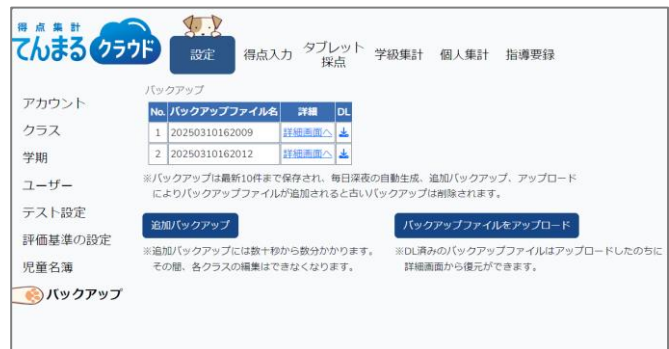 得点集計
てんまる クラウド
設定 得点入力 タブレット採点 学級集計 個人集計 指導要録
アカウント
クラス
学期
ユーザー
テスト設定
評価基準の設定
児童名簿
バックアップ
バックアップ
No. バックアップファイル名 詳細 DL
1 20250310162009 詳細画面へ
2 20250310162012 詳細画面へ
※バックアップは最新10件まで保存され、毎日深夜の自動生成、追加バックアップ、アップロード
によりバックアップファイルが追加されると古いバックアップは削除されます。
追加バックアップ
※追加バックアップには数十秒から数分かかります。
その間、各クラスの編集はできなくなります。
バックアップファイルをアップロード
※DL済みのバックアップファイルはアップロードしたのちに
詳細画面から復元ができます。